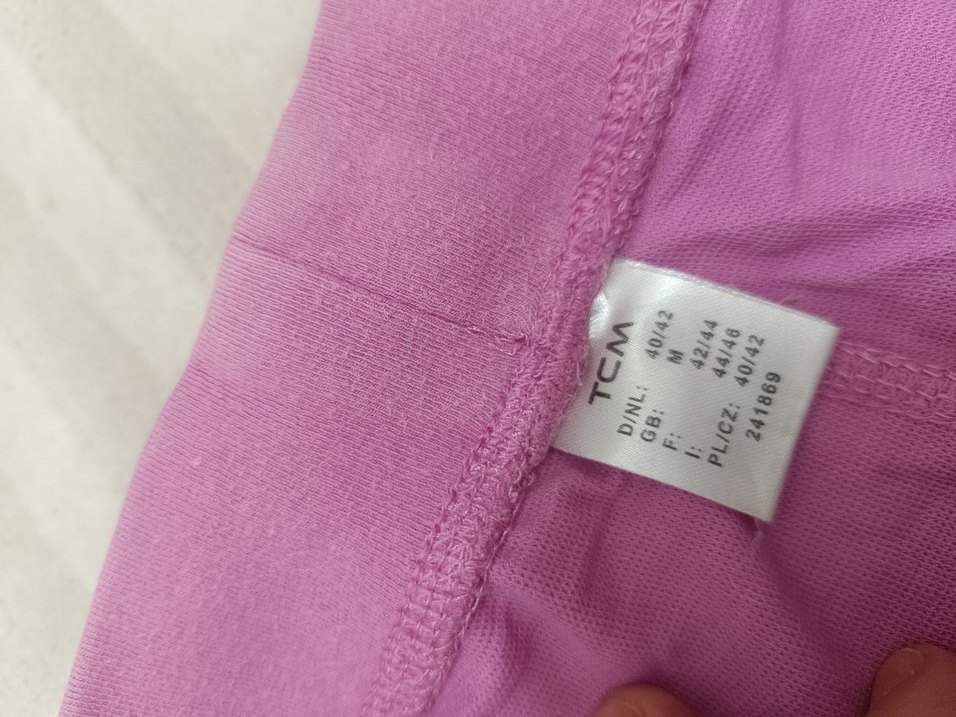 TCM
D/NL: 40/42
GB: M
F: 42/44
I: 44/46
PL/CZ: 40/42
241869